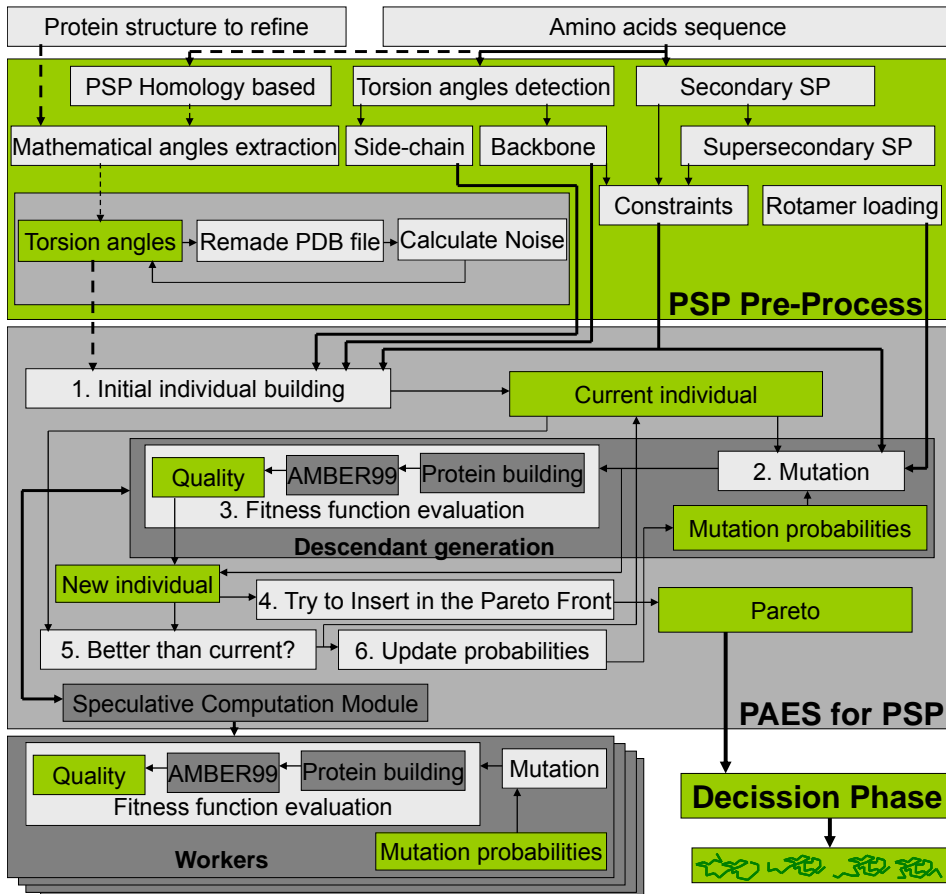 Protein structure to refine
Amino acids sequence
PSP Homology based
Torsion angles detection
Secondary SP
Mathematical angles extraction
Side-chain
Backbone
Supersecondary SP
Constraints
Rotamer loading
Torsion angles
Remade PDB file
Calculate Noise
PSP Pre-Process
1. Initial individual building
Current individual
Quality
AMBER99
Protein building
2. Mutation
3. Fitness function evaluation
Mutation probabilities
Descendant generation
New individual
4. Try to Insert in the Pareto Front
Pareto
5. Better than current?
6. Update probabilities
Speculative Computation Module
PAES for PSP
Quality
AMBER99
Protein building
Mutation
Fitness function evaluation
Mutation probabilities
Workers
Decission Phase